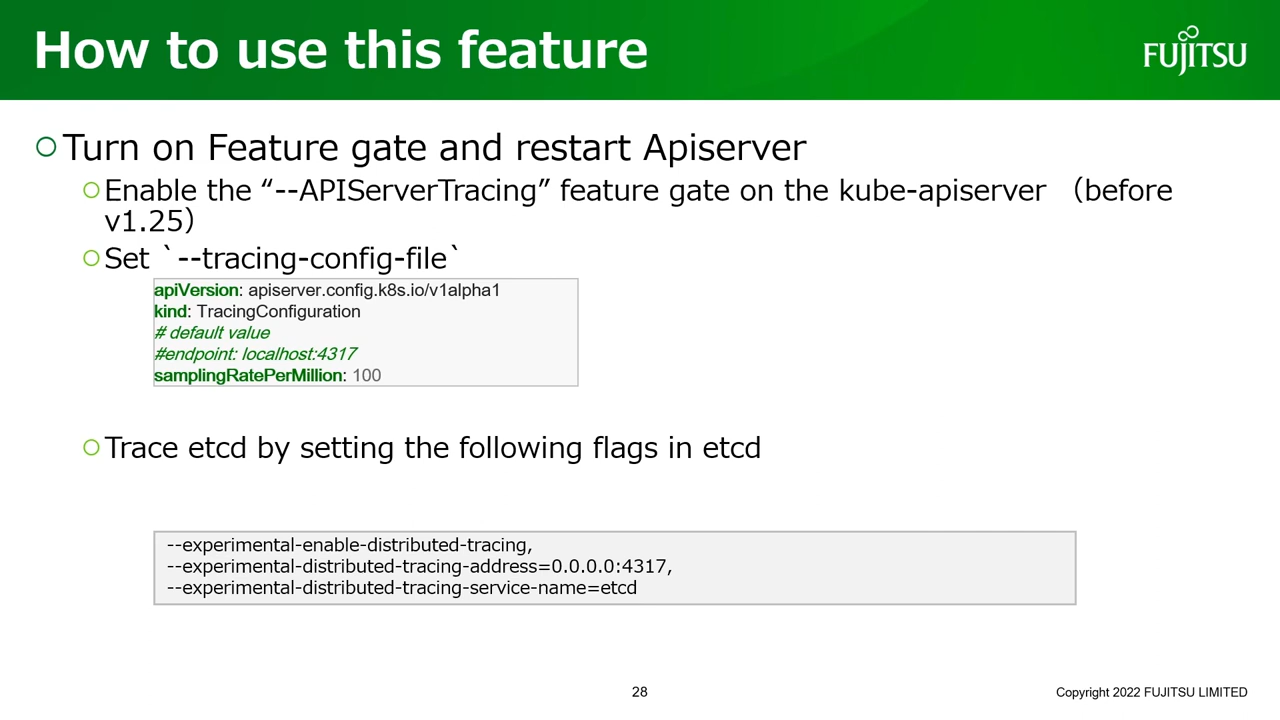 How to use this feature
FUJITSU
Turn on Feature gate and restart Apiserver
Enable the “--APIServerTracing” feature gate on the kube-apiserver （before
v1.25）
Set `--tracing-config-file`
apiVersion: apiserver.config.k8s.io/v1alpha1
kind: TracingConfiguration
# default value
#endpoint: localhost:4317
samplingRatePerMillion: 100
Trace etcd by setting the following flags in etcd
--experimental-enable-distributed-tracing,
--experimental-distributed-tracing-address=0.0.0.0:4317,
--experimental-distributed-tracing-service-name=etcd
28
Copyright 2022 FUJITSU LIMITED